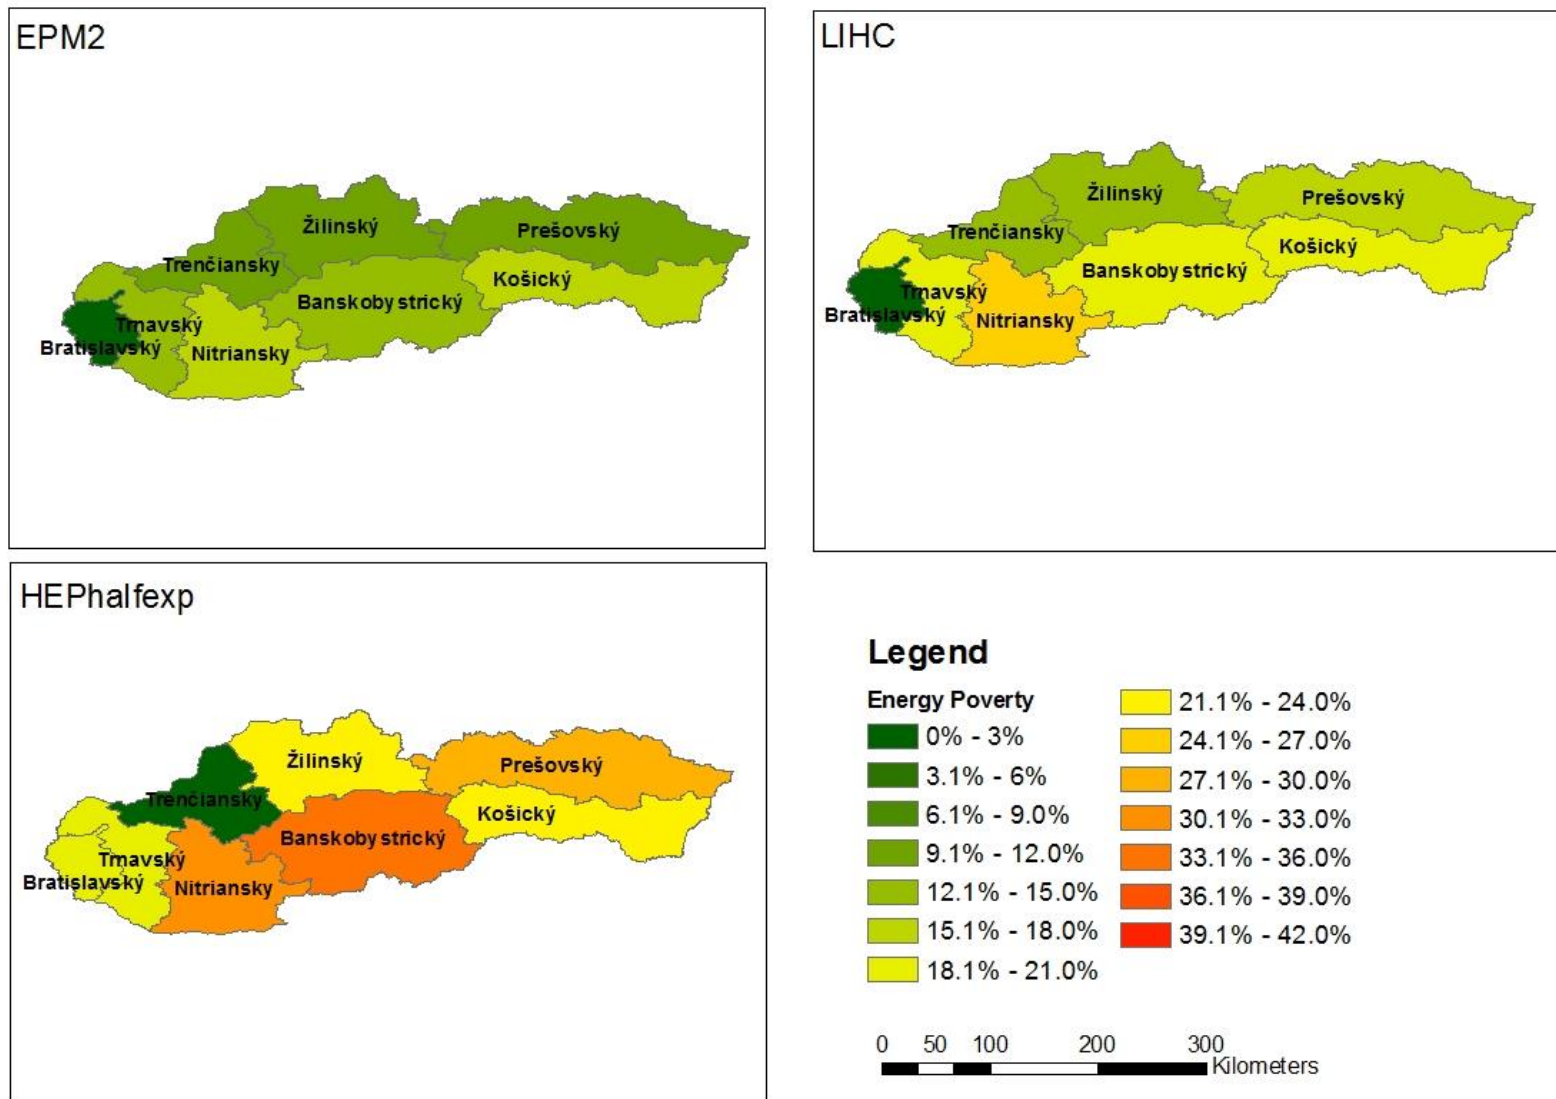 EPM2
Žilinský
Prešovský
Trenčiansky
Košický
Banskobystrický
Trnavský
Bratislavský
Nitriansky
LIHC
Žilinský
Prešovský
Trenčiansky
Košický
Banskobystrický
Trnavský
Bratislavský
Nitriansky
HEPhalfexp
Žilinský
Prešovský
Trenčiansky
Košický
Banskobystrický
Trnavský
Bratislavský
Nitriansky
Legend
Energy Poverty
0% - 3%
3.1% - 6%
6.1% - 9.0%
9.1% - 12.0%
12.1% - 15.0%
15.1% - 18.0%
18.1% - 21.0%
21.1% - 24.0%
24.1% - 27.0%
27.1% - 30.0%
30.1% - 33.0%
33.1% - 36.0%
36.1% - 39.0%
39.1% - 42.0%
0 50 100 200 300
Kilometers